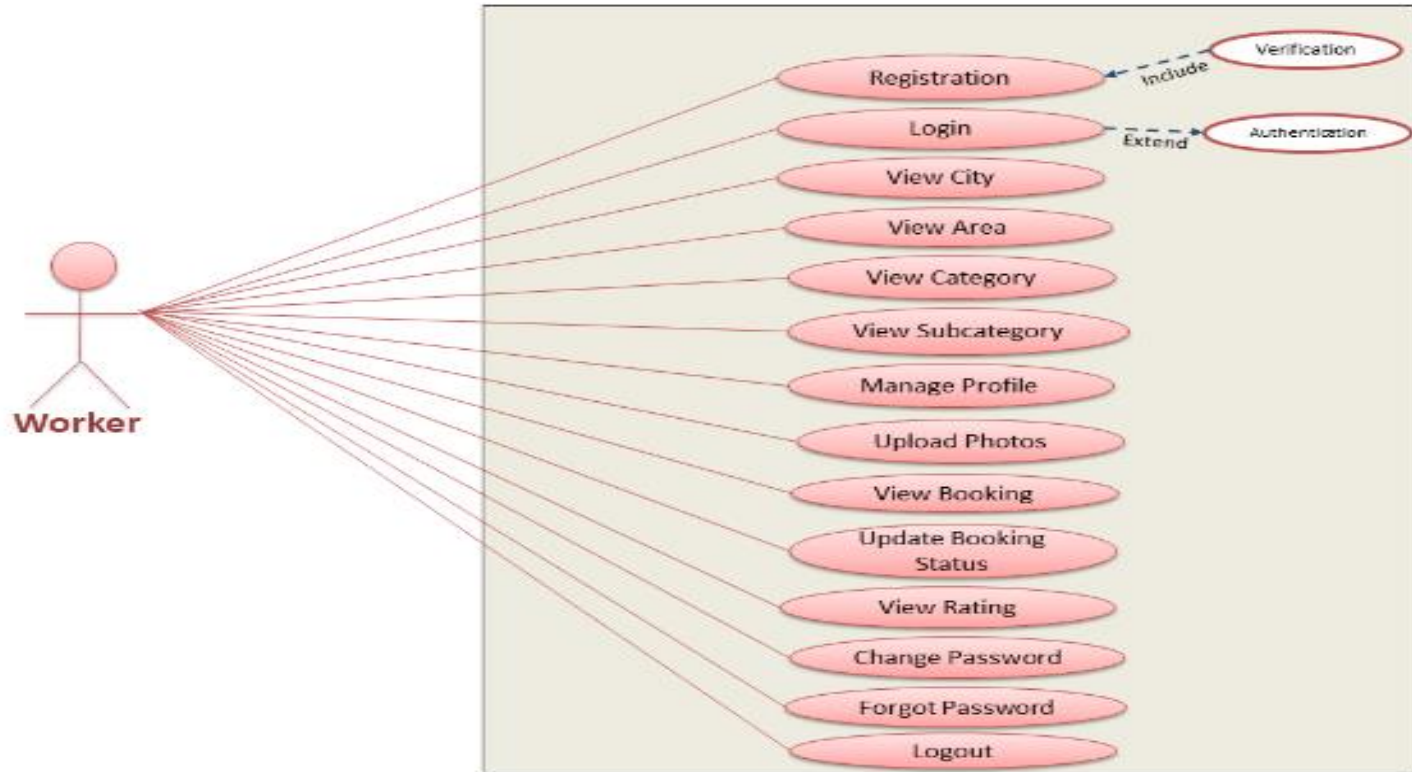 Verification
Include
Registration
Login
Extend
Authentication
View City
View Area
View Category
View Subcategory
Manage Profile
Worker
Upload Photos
View Booking
Update Booking
Status
View Rating
Change Password
Forgot Password
Logout